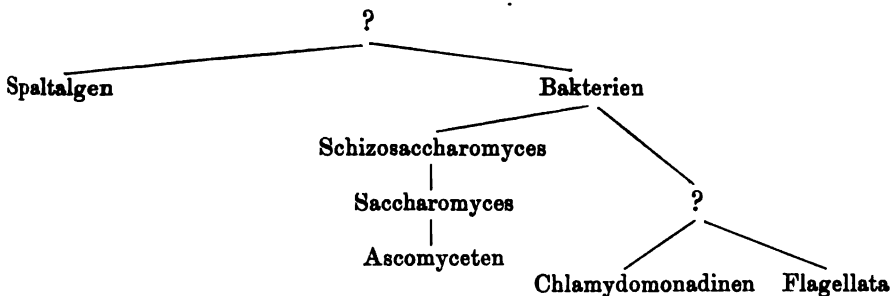 ?
Spaltalgen Bakterien
Schizosaccharomyces
Saccharomyces ?
Ascomyceten
Chlamydomonadinen Flagellata